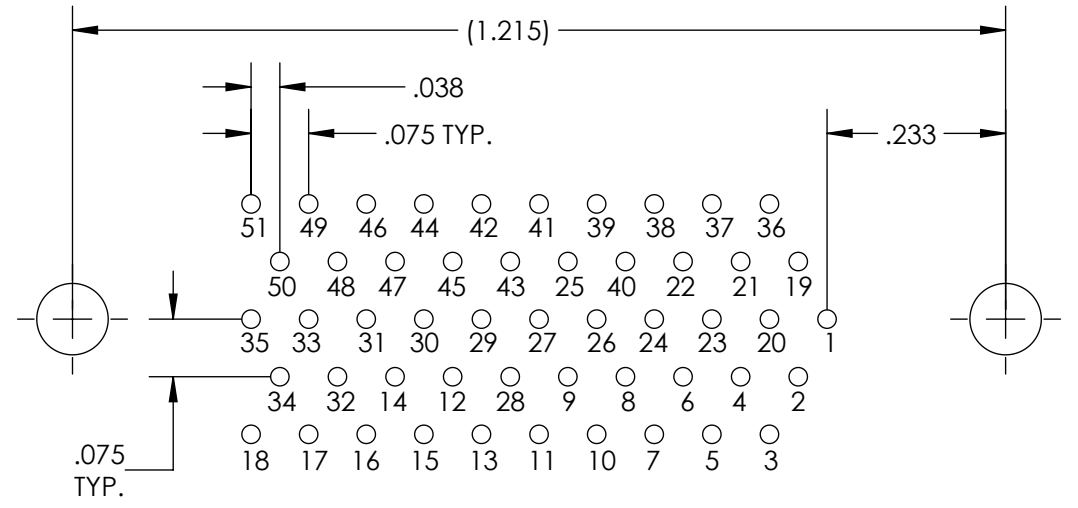 (1.215)
.038
.075 TYP.
.233
51 49 46 44 42 41 39 38 37 36
50 48 47 45 43 25 40 22 21 19
35 33 31 30 29 27 26 24 23 20 1
34 32 14 12 28 9 8 6 4 2
18 17 16 15 13 11 10 7 5 3
.075
TYP.